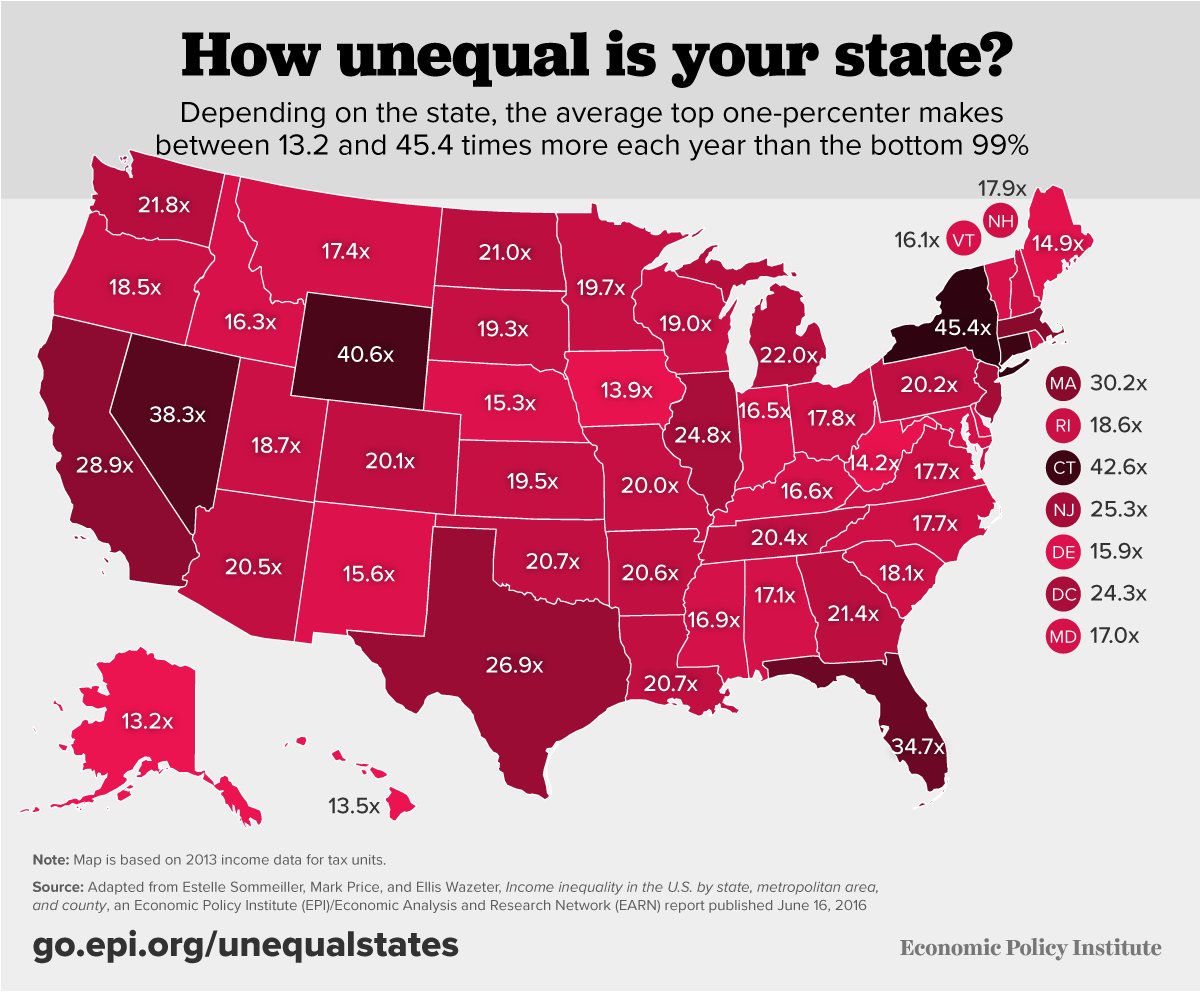 How unequal is your state?
Depending on the state, the average top one-percenter makes
between 13.2 and 45.4 times more each year than the bottom 99%
17.9x
NH
16.1x VT
14.9x
21.8x
17.4x
21.0x
19.7x
18.5x
16.3x
19.3x
19.0x
45.4x
40.6x
22.0x
MA 30.2x
20.2x
38.3x
15.3x
13.9x
16.5x
17.8x
RI 18.6x
18.7x
24.8x
28.9x
20.1x
14.2x
17.7x
CT 42.6x
19.5x
20.0x
16.6x
NJ 25.3x
17.7x
20.4x
DE 15.9x
20.5x
15.6x
20.7x
20.6x
18.1x
DC 24.3x
17.1x
16.9x
21.4x
MD 17.0x
26.9x
20.7x
13.2x
34.7x
13.5x
Note: Map is based on 2013 income data for tax units.
Source: Adapted from Estelle Sommeiller, Mark Price, and Ellis Wazeter, Income inequality in the U.S. by state, metropolitan area,
and county, an Economic Policy Institute (EPI)/Economic Analysis and Research Network (EARN) report published June 16, 2016
go.epi.org/unequalstates
Economic Policy Institute